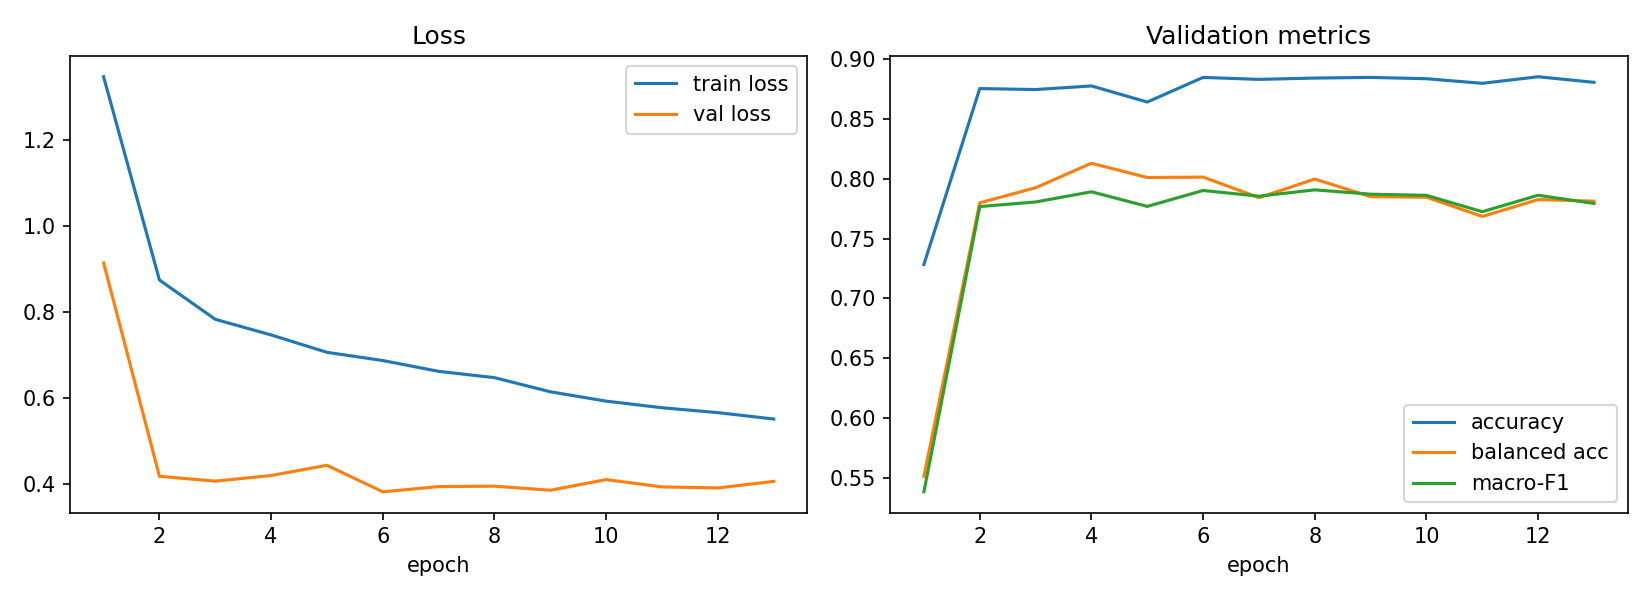 Loss
1.2
1.0
0.8
0.6
0.4
train loss
val loss
2 4 6 8 10 12
epoch
Validation metrics
0.90
0.85
0.80
0.75
0.70
0.65
0.60
0.55
accuracy
balanced acc
macro-F1
2 4 6 8 10 12
epoch